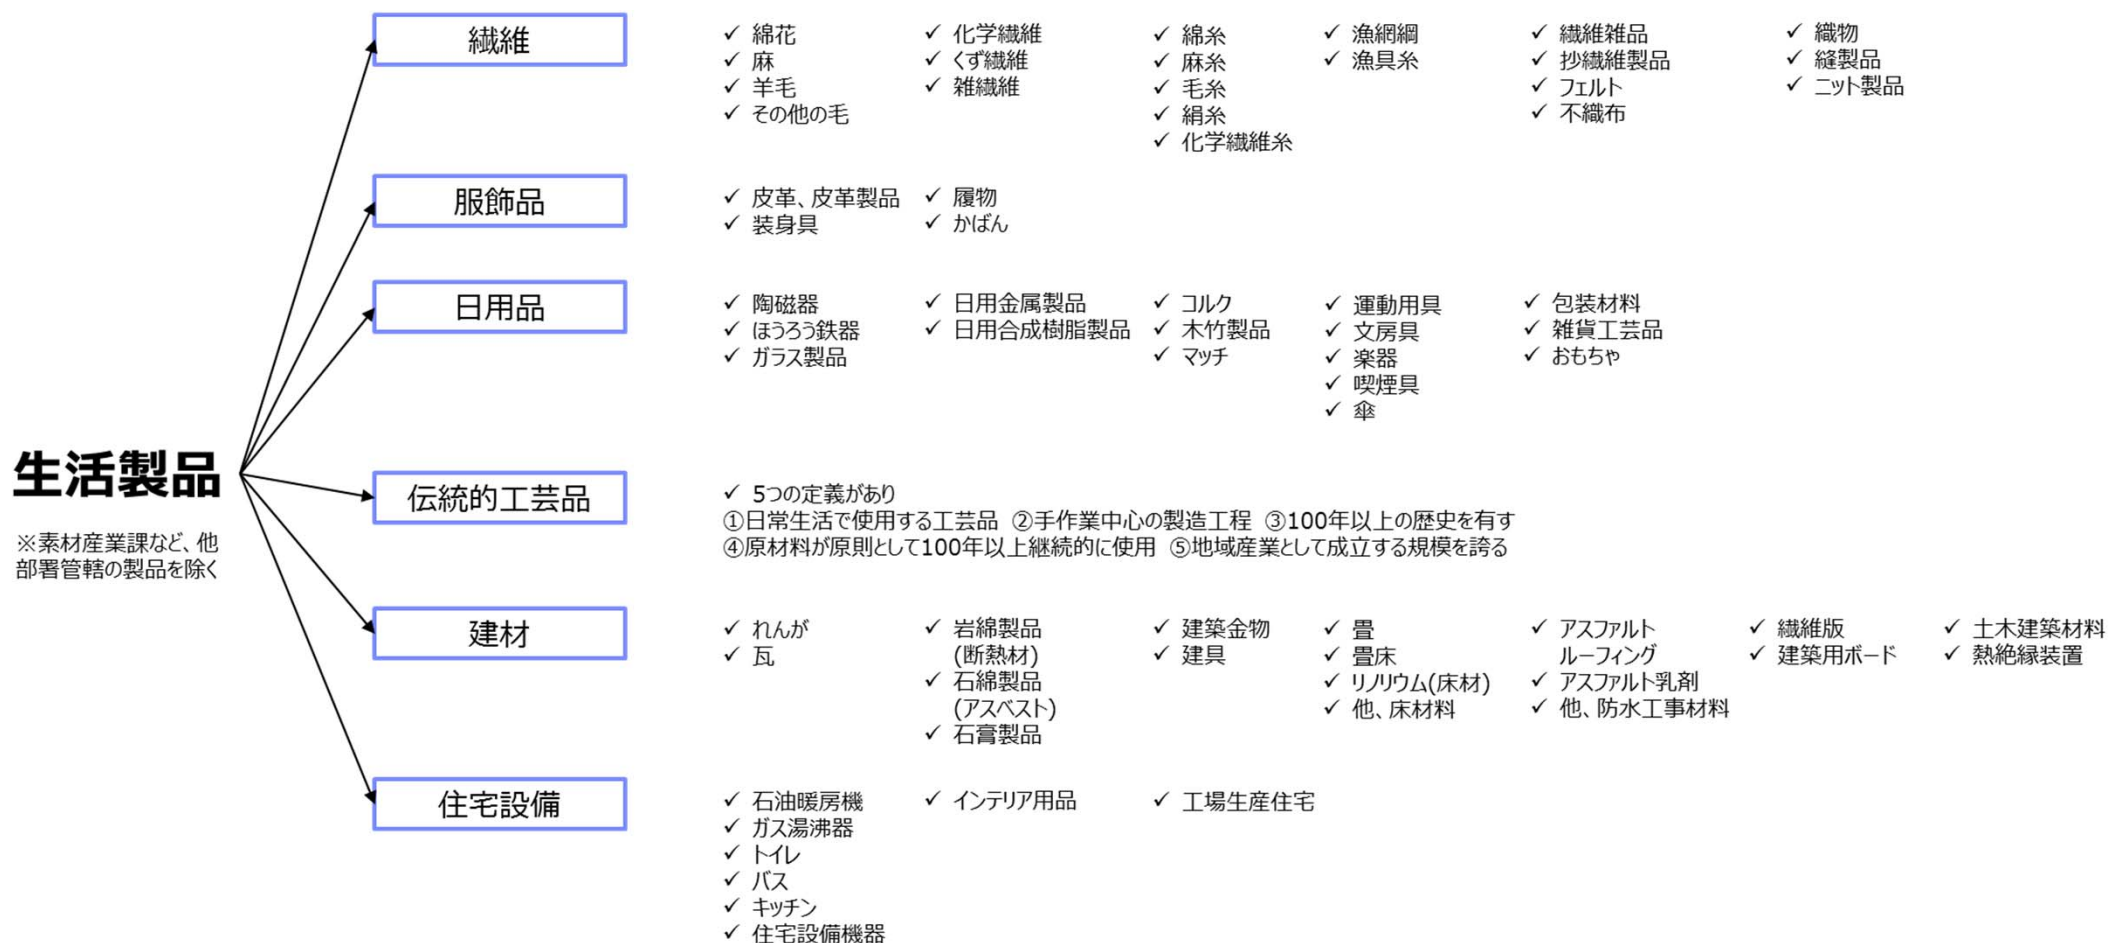 繊維
✓ 綿花
✓ 麻
✓ 羊毛
✓ その他の毛
✓ 化学繊維
✓ くず繊維
✓ 雑繊維
✓ 綿糸
✓ 麻糸
✓ 毛糸
✓ 絹糸
✓ 化学繊維糸
✓ 漁網綱
✓ 漁具糸
✓ 繊維雑品
✓ 抄繊維製品
✓ フェルト
✓ 不織布
✓ 織物
✓ 縫製品
✓ ニット製品
服飾品
✓ 皮革、皮革製品
✓ 装身具
✓ 履物
✓ かばん
日用品
✓ 陶磁器
✓ ほうろう鉄器
✓ ガラス製品
✓ 日用金属製品
✓ 日用合成樹脂製品
✓ コルク
✓ 木竹製品
✓ マッチ
✓ 運動用具
✓ 文房具
✓ 楽器
✓ 喫煙具
✓ 傘
✓ 包装材料
✓ 雑貨工芸品
✓ おもちゃ
生活製品
※素材産業課など、他
部署管轄の製品を除く
伝統的工芸品
✓ 5つの定義があり
①日常生活で使用する工芸品 ②手作業中心の製造工程 ③100年以上の歴史を有す
④原材料が原則として100年以上継続的に使用 ⑤地域産業として成立する規模を誇る
建材
✓ れんが
✓ 瓦
✓ 岩綿製品
(断熱材)
✓ 石綿製品
(アスベスト)
✓ 石膏製品
✓ 建築金物
✓ 建具
✓ 畳
✓ 畳床
✓ リノリウム(床材)
✓ 他、床材料
✓ アスファルト
ルーフィング
✓ アスファルト乳剤
✓ 他、防水工事材料
✓ 繊維版
✓ 建築用ボード
✓ 土木建築材料
✓ 熱絶縁装置
住宅設備
✓ 石油暖房機
✓ ガス湯沸器
✓ トイレ
✓ バス
✓ キッチン
✓ 住宅設備機器
✓ インテリア用品
✓ 工場生産住宅